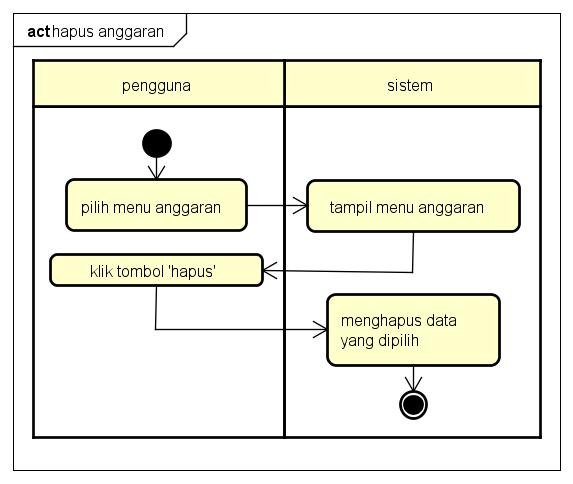 act hapus anggaran
pengguna
sistem
pilih menu anggaran
tampil menu anggaran
klik tombol 'hapus'
menghapus data
yang dipilih